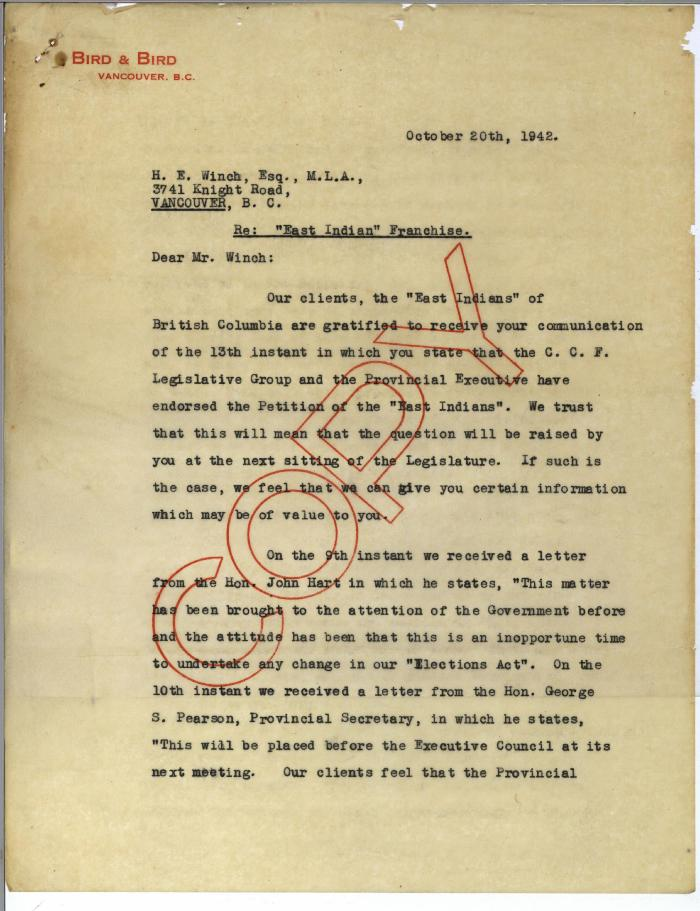 BIRD & BIRD
VANCOUVER, B.C.
October 20th, 1942.
H. E. Winch, Esq., M.L.A.,
3741 Knight Road,
VANCOUVER, B. C.
Re: "East Indian" Franchise.
Dear Mr. Winch:
Our clients, the "East Indians" of
British Columbia are gratified to receive your communication
of the 13th instant in which you state that the C. C. F.
Legislative Group and the Provincial Executive have
endorsed the Petition of the "East Indians". We trust
that this will mean that the question will be raised by
you at the next sitting of the Legislature. If such is
the case, we feel that we can give you certain information
which may be of value to you.
On the 9th instant we received a letter
from the Hon. John Hart in which he states, "This matter
has been brought to the attention of the Government before
and the attitude has been that this is an inopportune time
to undertake any change in our "Elections Act". On the
10th instant we received a letter from the Hon. George
S. Pearson, Provincial Secretary, in which he states,
"This will be placed before the Executive Council at its
next meeting. Our clients feel that the Provincial
COPY